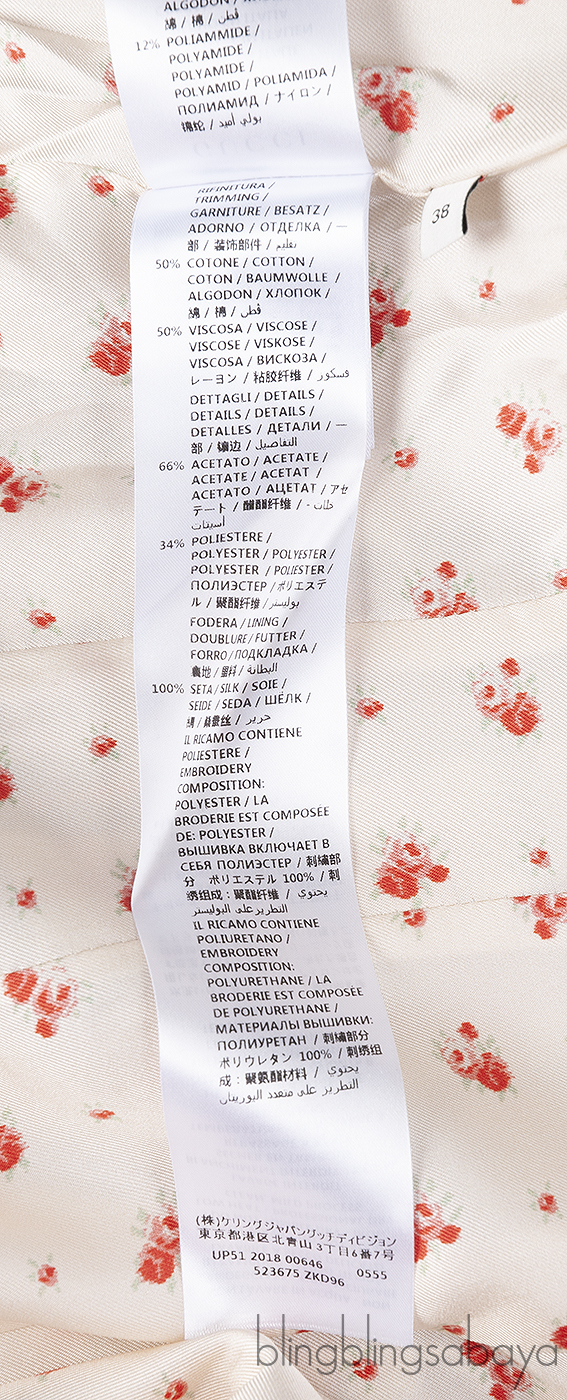 ALGODON /
綿 / 棉 / قطن
12% POLIAMMIDE /
POLYAMIDE /
POLYAMIDE /
POLYAMID / POLIAMIDA /
ПОЛИАМИД / ナイロン /
锦纶 / بولي أميد
RIFINITURA /
TRIMMING /
GARNITURE / BESATZ /
ADORNO / ОТДЕЛКА / 一
部 / 装饰部件 / تقليم
50% COTONE / COTTON /
COTON / BAUMWOLLE /
ALGODON / ХЛОПОК /
綿 / 棉 / قطن
50% VISCOSA / VISCOSE /
VISCOSE / VISKOSE /
VISCOSA / ВИСКОЗА /
レーヨン / 粘胶纤维 / فسكوز
DETTAGLI / DETAILS /
DETAILS / DETAILS /
DETALLES / ДЕТАЛИ / 一
部 / 镶边 / التفاصيل
66% ACETATO / ACETATE /
ACETATE / ACETAT /
ACETATO / АЦЕТАТ / アセ
テート / 醋酯纤维 /
أسيتات
34% POLIESTERE /
POLYESTER / POLYESTER /
POLYESTER / POLIESTER /
ПОЛИЭСТЕР / ポリエステ
ル / 聚酯纤维 / بوليستر
FODERA / LINING /
DOUBLURE / FUTTER /
FORRO / ПОДКЛАДКА /
裏地 / 里料 / البطانة
100% SETA / SILK / SOIE /
SEIDE / SEDA / ШЁЛК /
絹 / 桑蚕丝 / حرير
IL RICAMO CONTIENE
POLIESTERE /
EMBROIDERY
COMPOSITION:
POLYESTER / LA
BRODERIE EST COMPOSÉE
DE: POLYESTER /
ВЫШИВКА ВКЛЮЧАЕТ В
СЕБЯ ПОЛИЭСТЕР / 刺繍部
分 ポリエステル 100% / 刺
绣组成：聚酯纤维 / يحتوي
التطريز على البوليستر
IL RICAMO CONTIENE
POLIURETANO /
EMBROIDERY
COMPOSITION:
POLYURETHANE / LA
BRODERIE EST COMPOSÉE
DE POLYURETHANE /
МАТЕРИАЛЫ ВЫШИВКИ:
ПОЛИУРЕТАН / 刺繍部分
ポリウレタン 100% / 刺绣组
成：聚氨酯材料 / يحتوي
التطريز على متعدد اليوريثان
(株)ケリングジャパングッチディビジョン
東京都港区北青山3丁目6番7号
UP51 2018 00646 0555
523675 ZKD96
38
blingblingsabaya